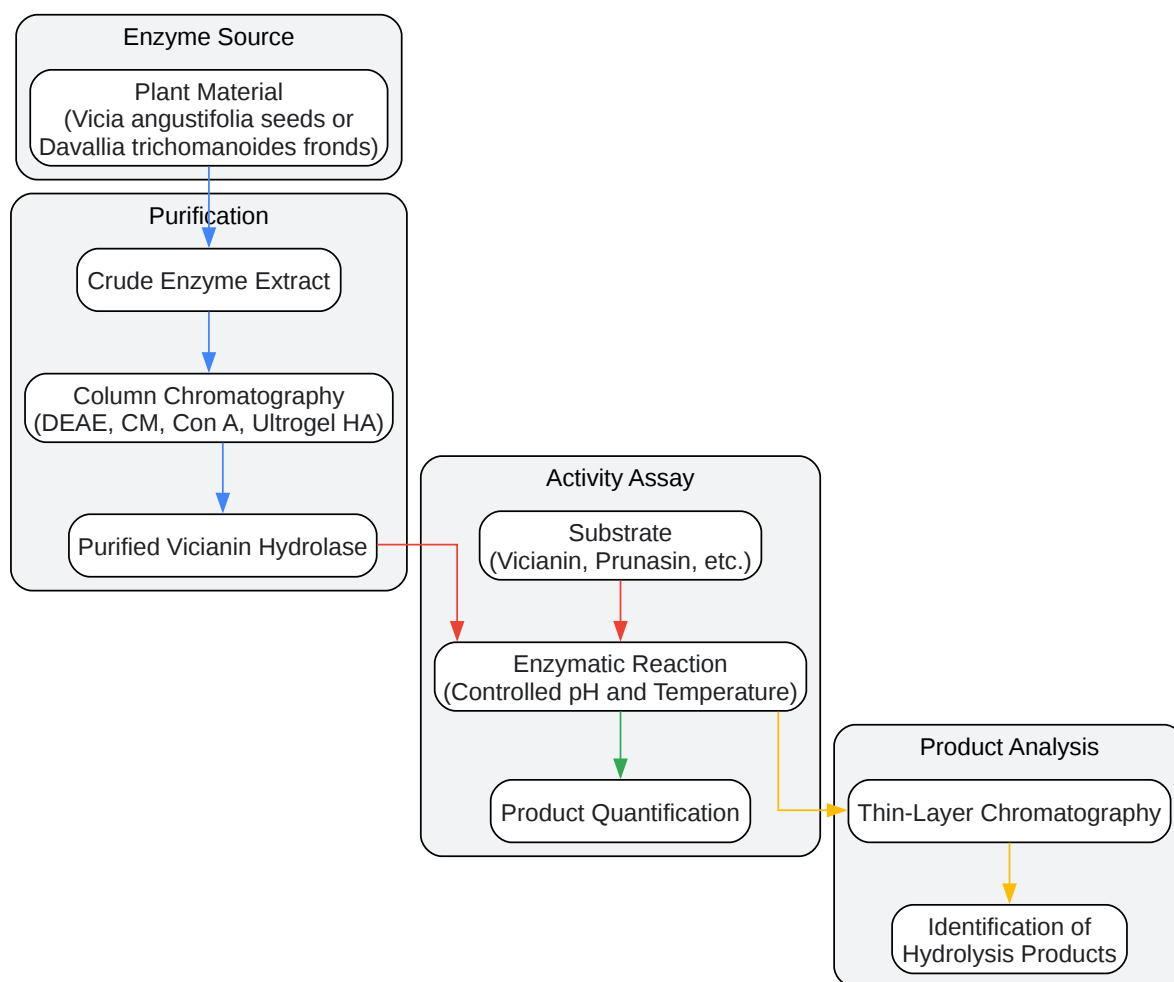 Enzyme Source
Plant Material
(Vicia angustifolia seeds or
Davallia trichomanoides fronds)
Purification
Crude Enzyme Extract
Column Chromatography
(DEAE, CM, Con A, Ultrogel HA)
Purified Vicianin Hydrolase
Activity Assay
Substrate
(Vicianin, Prunasin, etc.)
Enzymatic Reaction
(Controlled pH and Temperature)
Product Quantification
Product Analysis
Thin-Layer Chromatography
Identification of
Hydrolysis Products